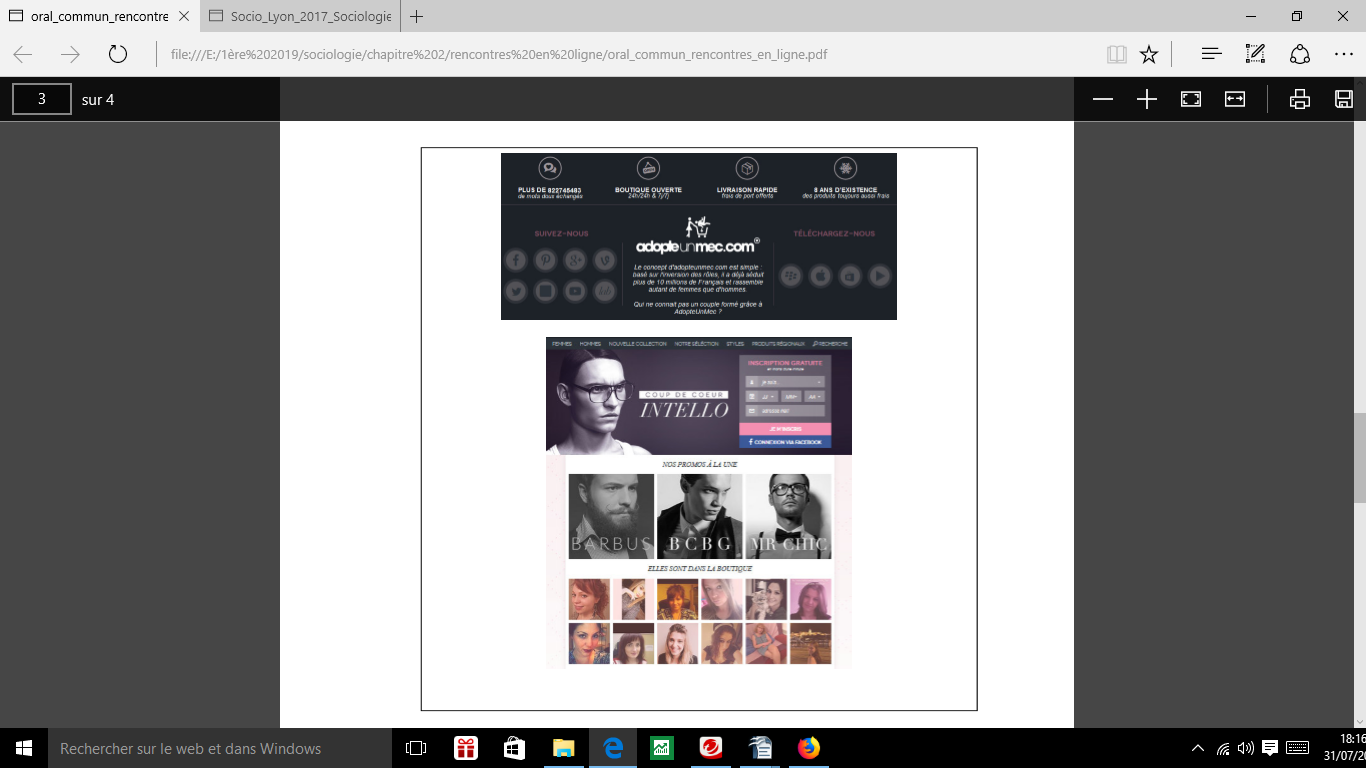 oral_commun_rencontre
Socio_Lyon_2017_Sociologie
file:///E:/1ère%202019/sociologie/chapitre%202/rencontres%20en%20ligne/oral_commun_rencontres_en_ligne.pdf
3 sur 4
PLUS DE 822745483
de mots doux échangés
BOUTIQUE OUVERTE
24h/24h & 7j/7j
LIVRAISON RAPIDE
frais de port offerts
8 ANS D'EXISTENCE
des produits toujours aussi frais
SUIVEZ-NOUS
adopteunmec.com®
TÉLÉCHARGEZ-NOUS
Le concept d'adopteunmec.com est simple :
basé sur l'inversion des rôles, il a déjà séduit
plus de 10 millions de Français et rassemble
autant de femmes que d'hommes.
Qui ne connait pas un couple formé grâce à
AdopteUnMec ?
FEMMES HOMMES NOUVELLE COLLECTION NOTRE SÉLECTION STYLES PRODUITS RÉGIONAUX RECHERCHE
COUP DE COEUR
INTELLO
INSCRIPTION GRATUITE
JE SUIS
JJ
AA
JE M'INSCRIS
f CONNEXION VIA FACEBOOK
NOS PROMOS À LA UNE
BARBUS
BCBG
MR CHIC
ELLES SONT DANS LA BOUTIQUE
Rechercher sur le web et dans Windows
18:16
31/07/20